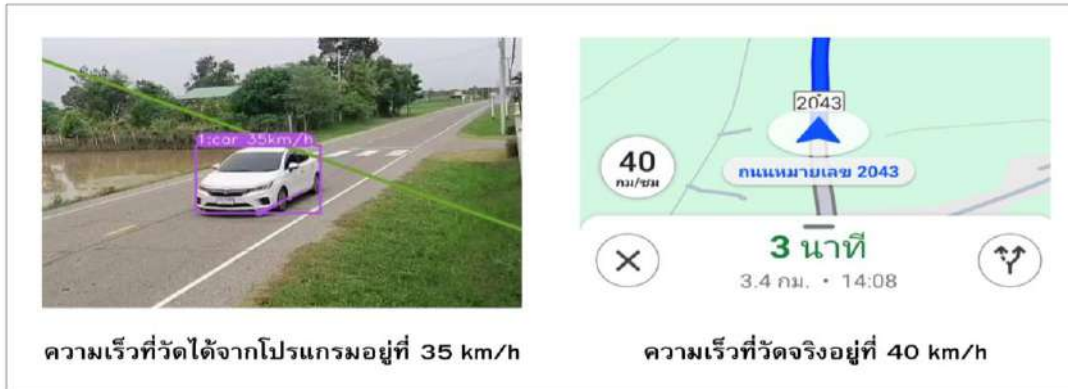 1:car 35km/h
ความเร็วที่วัดได้จากโปรแกรมอยู่ที่ 35 km/h
2043
40
กม/ชม
ถนนหมายเลข 2043
3 นาที
3.4 กม. • 14:08
ความเร็วที่วัดจริงอยู่ที่ 40 km/h